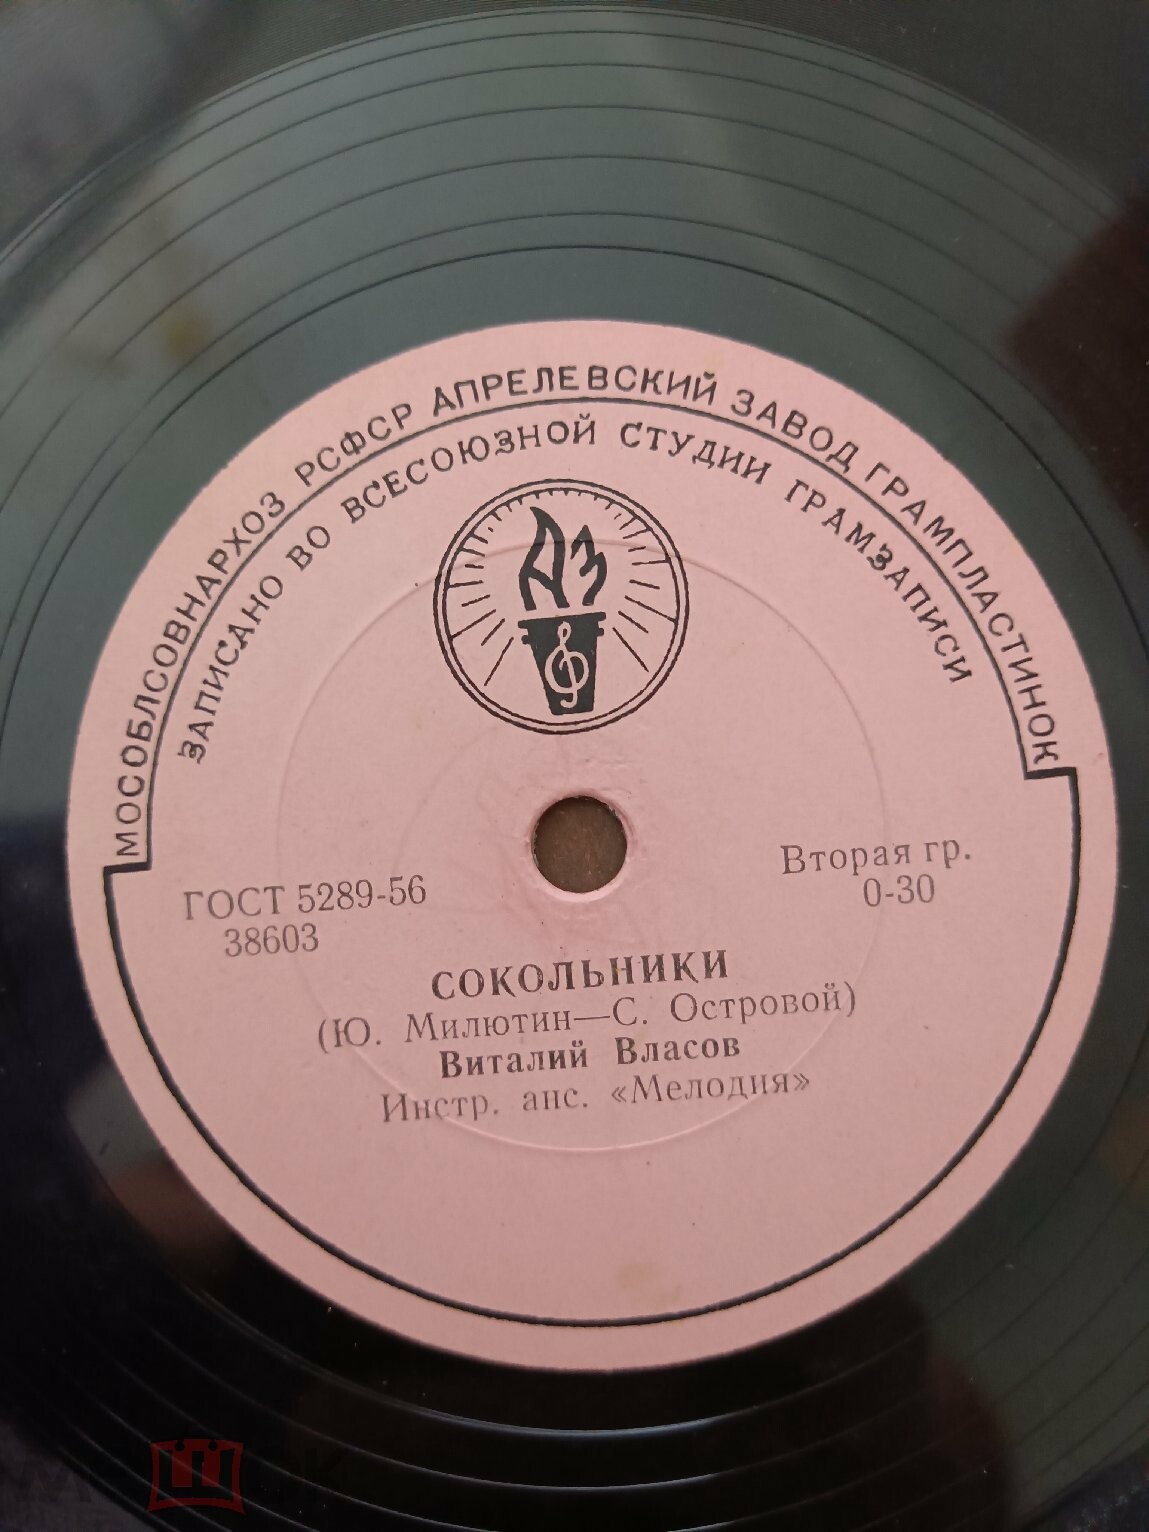 МОСОБЛСОВНАРХОЗ РСФСР АПРЕЛЕВСКИЙ ЗАВОД ГРАМПЛАСТИНОК
ЗАПИСАНО ВО ВСЕСОЮЗНОЙ СТУДИИ ГРАМЗАПИСИ
АЗ
ГОСТ 5289-56
38603
Вторая гр.
0-30
СОКОЛЬНИКИ
(Ю. Милютин—С. Островой)
Виталий Власов
Инстр. анс. «Мелодия»